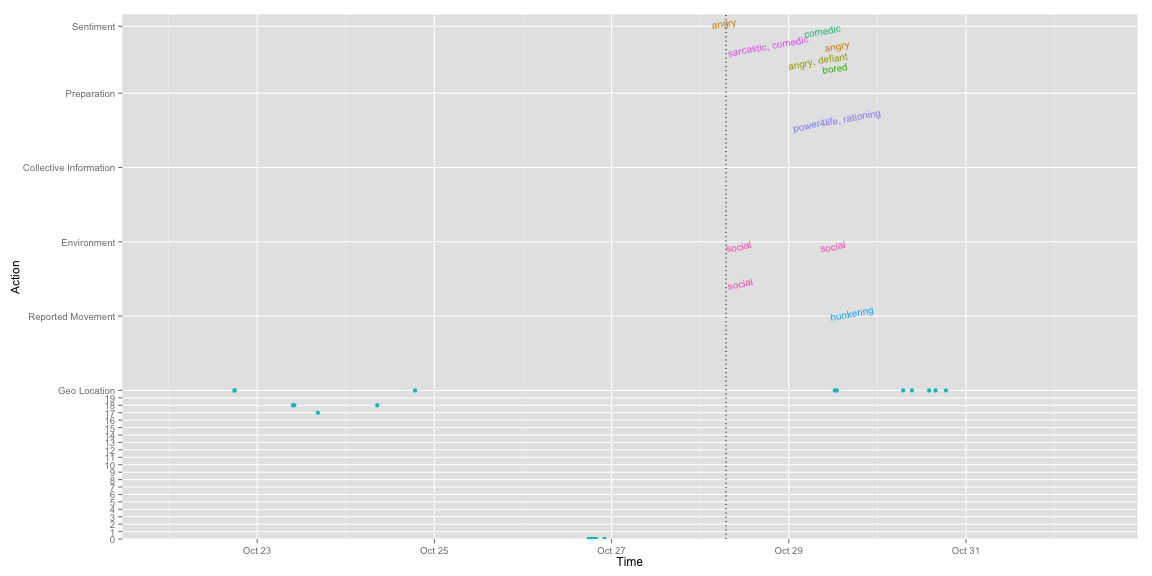 Sentiment
angry
comedic
sarcastic, comedic
angry
angry, defiant
bored
Preparation
power4life, rationing
Collective Information
Environment
social
social
social
Action
Reported Movement
hunkering
Geo Location
19
18
17
16
15
14
13
12
11
10
9
8
7
6
5
4
3
2
1
0
Oct 23
Oct 25
Oct 27
Oct 29
Oct 31
Time